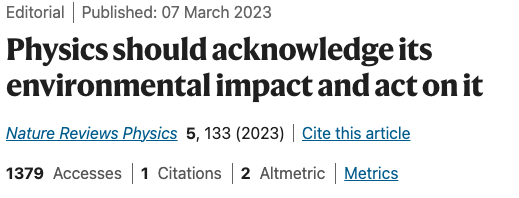 Editorial | Published: 07 March 2023
Physics should acknowledge its
environmental impact and act on it
Nature Reviews Physics 5, 133 (2023) | Cite this article
1379 Accesses | 1 Citations | 2 Altmetric | Metrics